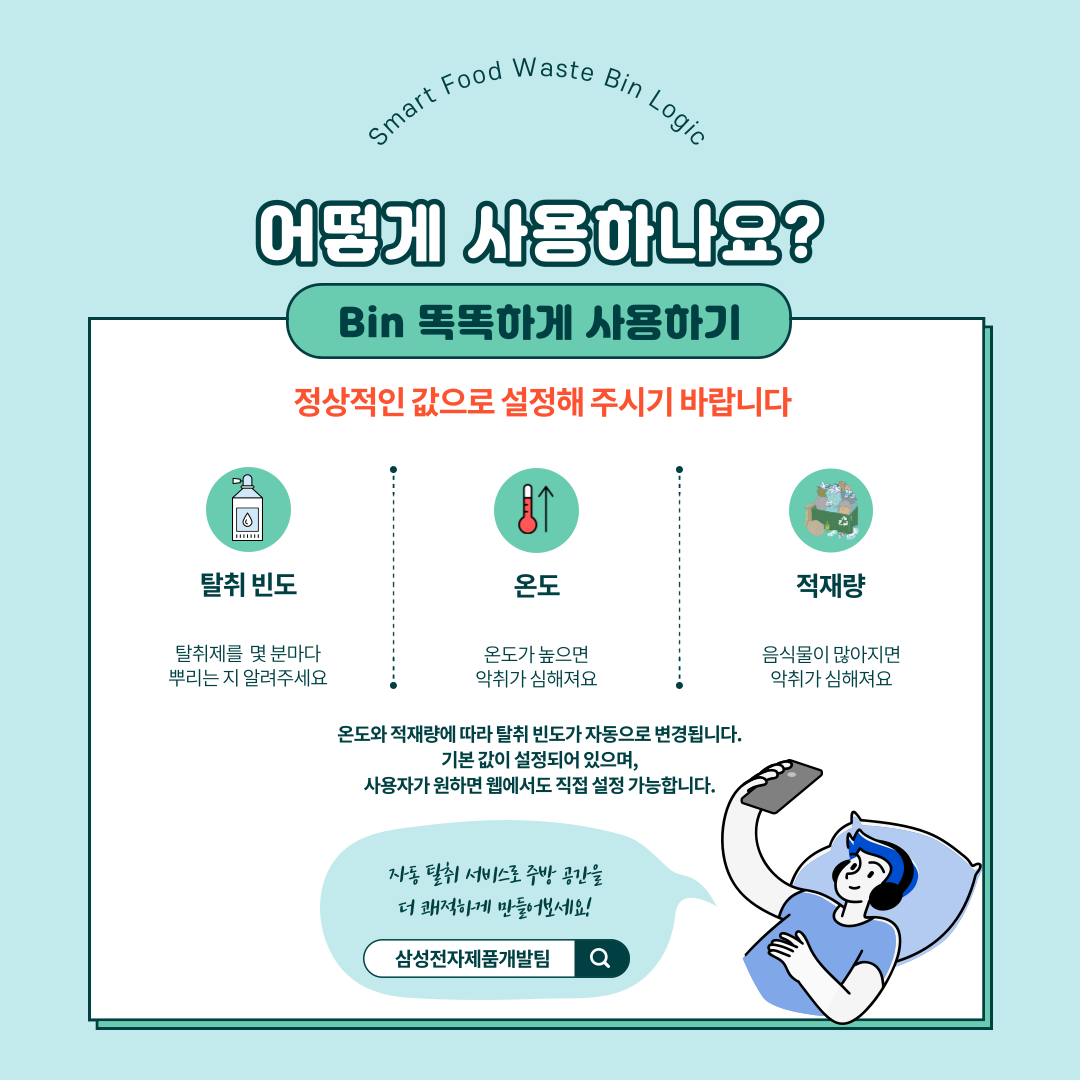 Smart Food Waste Bin Logic
어떻게 사용하나요?
Bin 똑똑하게 사용하기
정상적인 값으로 설정해 주시기 바랍니다
탈취 빈도
탈취제를 몇 분마다
뿌리는 지 알려주세요
온도
온도가 높으면
악취가 심해져요
적재량
음식물이 많아지면
악취가 심해져요
온도와 적재량에 따라 탈취 빈도가 자동으로 변경됩니다.
기본 값이 설정되어 있으며,
사용자가 원하면 웹에서도 직접 설정 가능합니다.
자동 탈취 서비스로 주방 공간을
더 쾌적하게 만들어보세요!
삼성전자제품개발팀